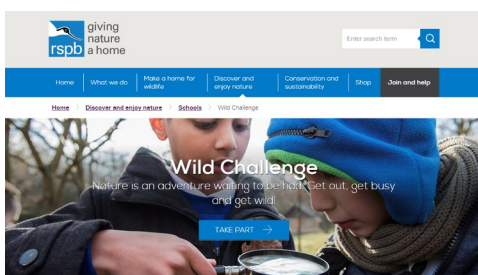 giving
nature
rspb a home
Enter search term
Home What we do Make a home for wildlife Discover and enjoy nature Conservation and sustainability Shop Join and help
Home Discover and enjoy nature Schools Wild Challenge
Wild Challenge
Nature is an adventure waiting to be had. Get out, get busy
and get wild!
TAKE PART